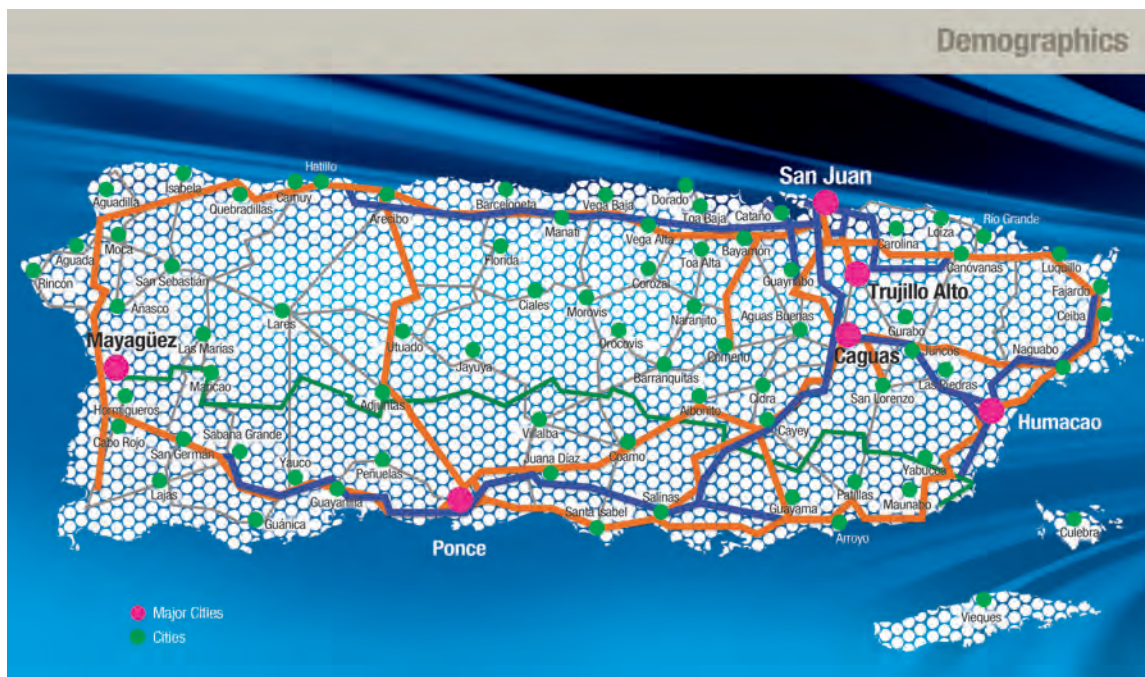 Demographics
Hatillo
San Juan
Isabela
Aguadilla
Quebradillas
Camuy
Arecibo
Barceloneta
Vega Baja
Dorado
Toa Baja
Cataño
Manatí
Vega Alta
Bayamón
Carolina
Loíza
Río Grande
Canóvanas
Luquillo
Fajardo
Ceiba
Aguada
Moca
Rincón
San Sebastián
Añasco
Florida
Toa Alta
Corozal
Guaynabo
Trujillo Alto
Ciales
Morovis
Naranjito
Aguas Buenas
Gurabo
Lares
Mayagüez
Las Marías
Utuado
Jayuya
Orocovis
Comerío
Caguas
Juncos
Naguabo
Barranquitas
Las Piedras
Maricao
Hormigueros
Adjuntas
Cidra
San Lorenzo
Aibonito
Humacao
Cabo Rojo
San Germán
Sabana Grande
Villalba
Coamo
Cayey
Yauco
Peñuelas
Juana Díaz
Yabucoa
Lajas
Guayanilla
Salinas
Patillas
Maunabo
Guánica
Santa Isabel
Guayama
Arroyo
Ponce
Culebra
Major Cities
Cities
Vieques